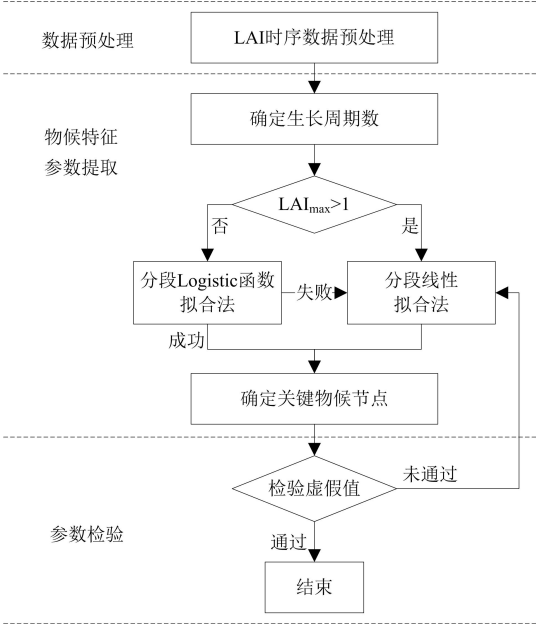 数据预处理
LAI时序数据预处理
物候特征
参数提取
确定生长周期数
LAImax>1
否
是
分段Logistic函数
拟合法
失败
分段线性
拟合法
成功
确定关键物候节点
参数检验
检验虚假值
未通过
通过
结束